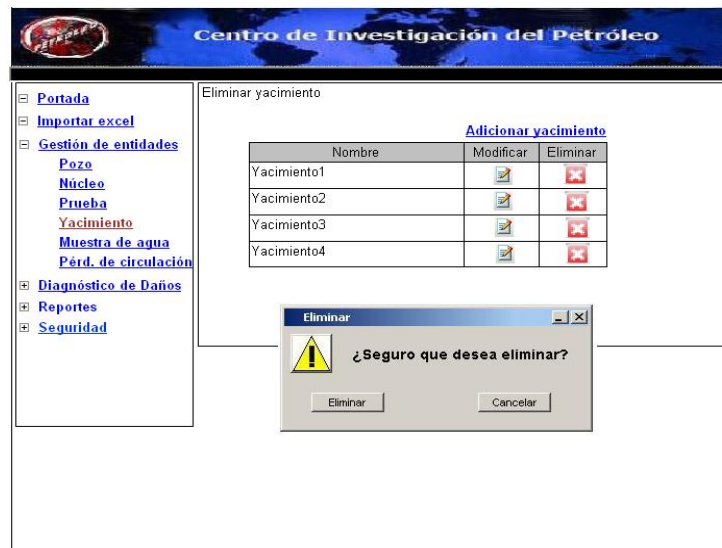 PETROLEO
Centro de Investigación del Petróleo
Portada
Importar excel
Gestión de entidades
Pozo
Núcleo
Prueba
Yacimiento
Muestra de agua
Pérd. de circulación
Diagnóstico de Daños
Reportes
Seguridad
Eliminar yacimiento
Adicionar yacimiento
Nombre Modificar Eliminar
Yacimiento1
Yacimiento2
Yacimiento3
Yacimiento4
Eliminar
¿Seguro que desea eliminar?
Eliminar Cancelar